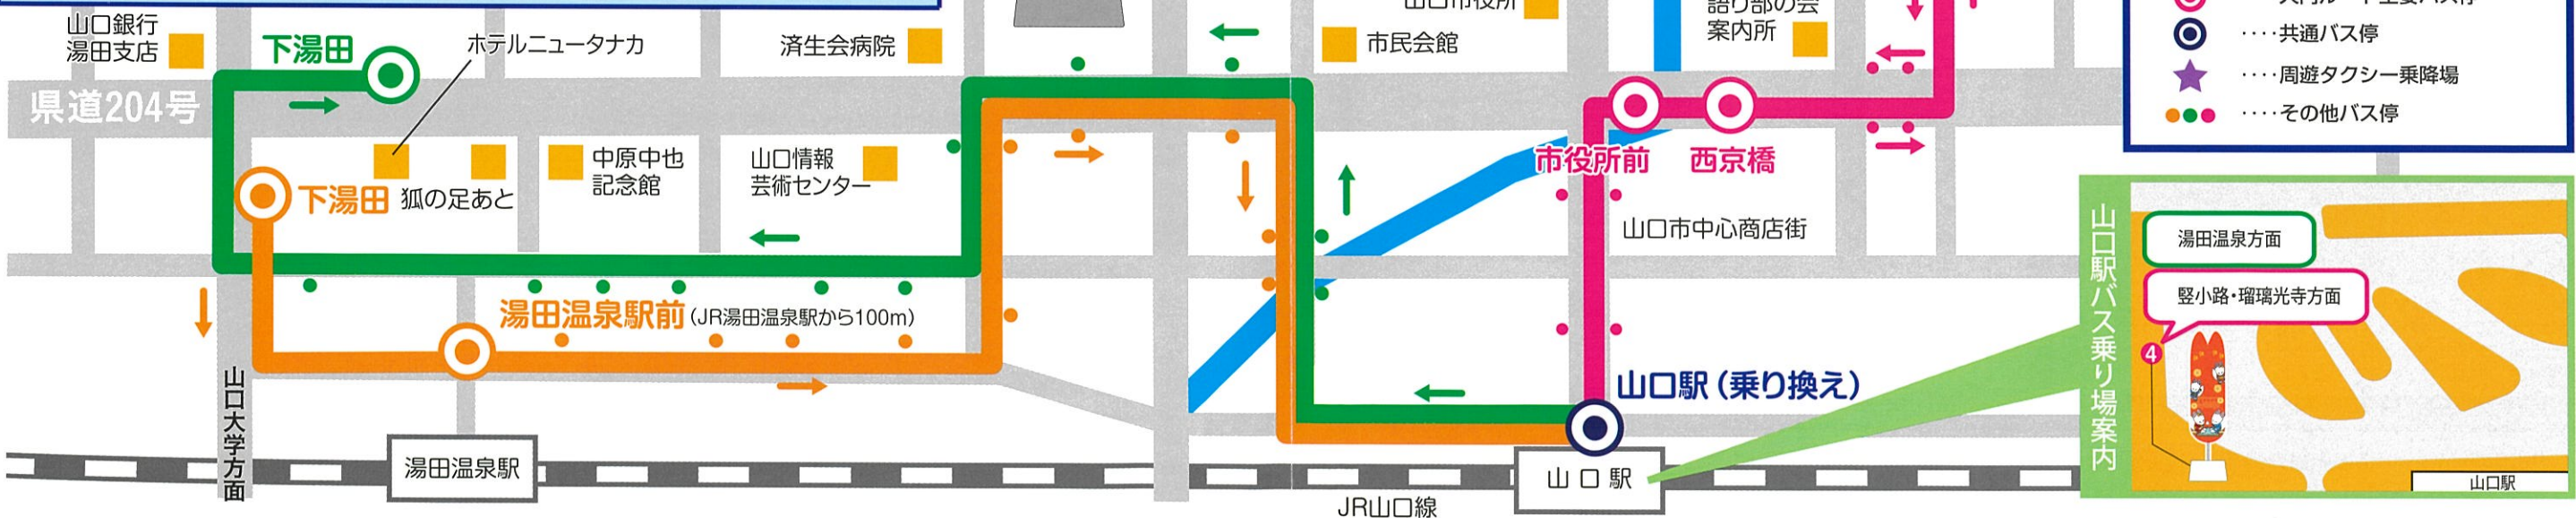 山口銀行
湯田支店
下湯田
ホテルニュータナカ
済生会病院
市民会館
案内所
県道204号
下湯田
狐の足あと
中原中也
記念館
山口情報
芸術センター
市役所前
西京橋
山口市中心商店街
湯田温泉駅前(JR湯田温泉駅から100m)
山口駅(乗り換え)
山口大学方面
湯田温泉駅
山口駅
JR山口線
‥‥共通バス停
‥‥周遊タクシー乗降場
‥‥その他バス停
山口駅バス乗り場案内
湯田温泉方面
竪小路・瑠璃光寺方面
4
山口駅